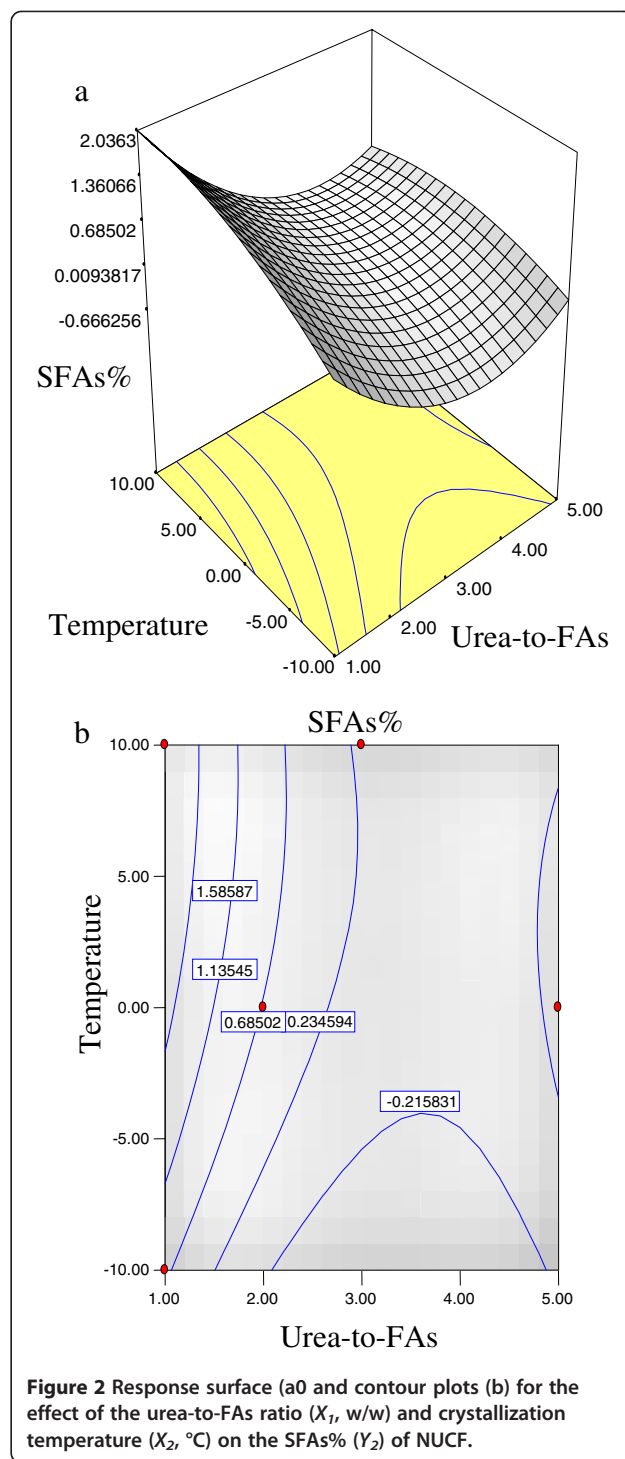 a
2.0363
1.36066
0.68502
0.0093817
-0.666256
SFAs%
10.00
5.00
0.00
-5.00
-10.00
Temperature
1.00
2.00
3.00
4.00
5.00
Urea-to-FAs
b
SFAs%
10.00
5.00
0.00
-5.00
-10.00
Temperature
1.58587
1.13545
0.68502
0.234594
-0.215831
1.00 2.00 3.00 4.00 5.00
Urea-to-FAs
Figure 2 Response surface (a0 and contour plots (b) for the
effect of the urea-to-FAs ratio (X1, w/w) and crystallization
temperature (X2, °C) on the SFAs% (Y2) of NUCF.